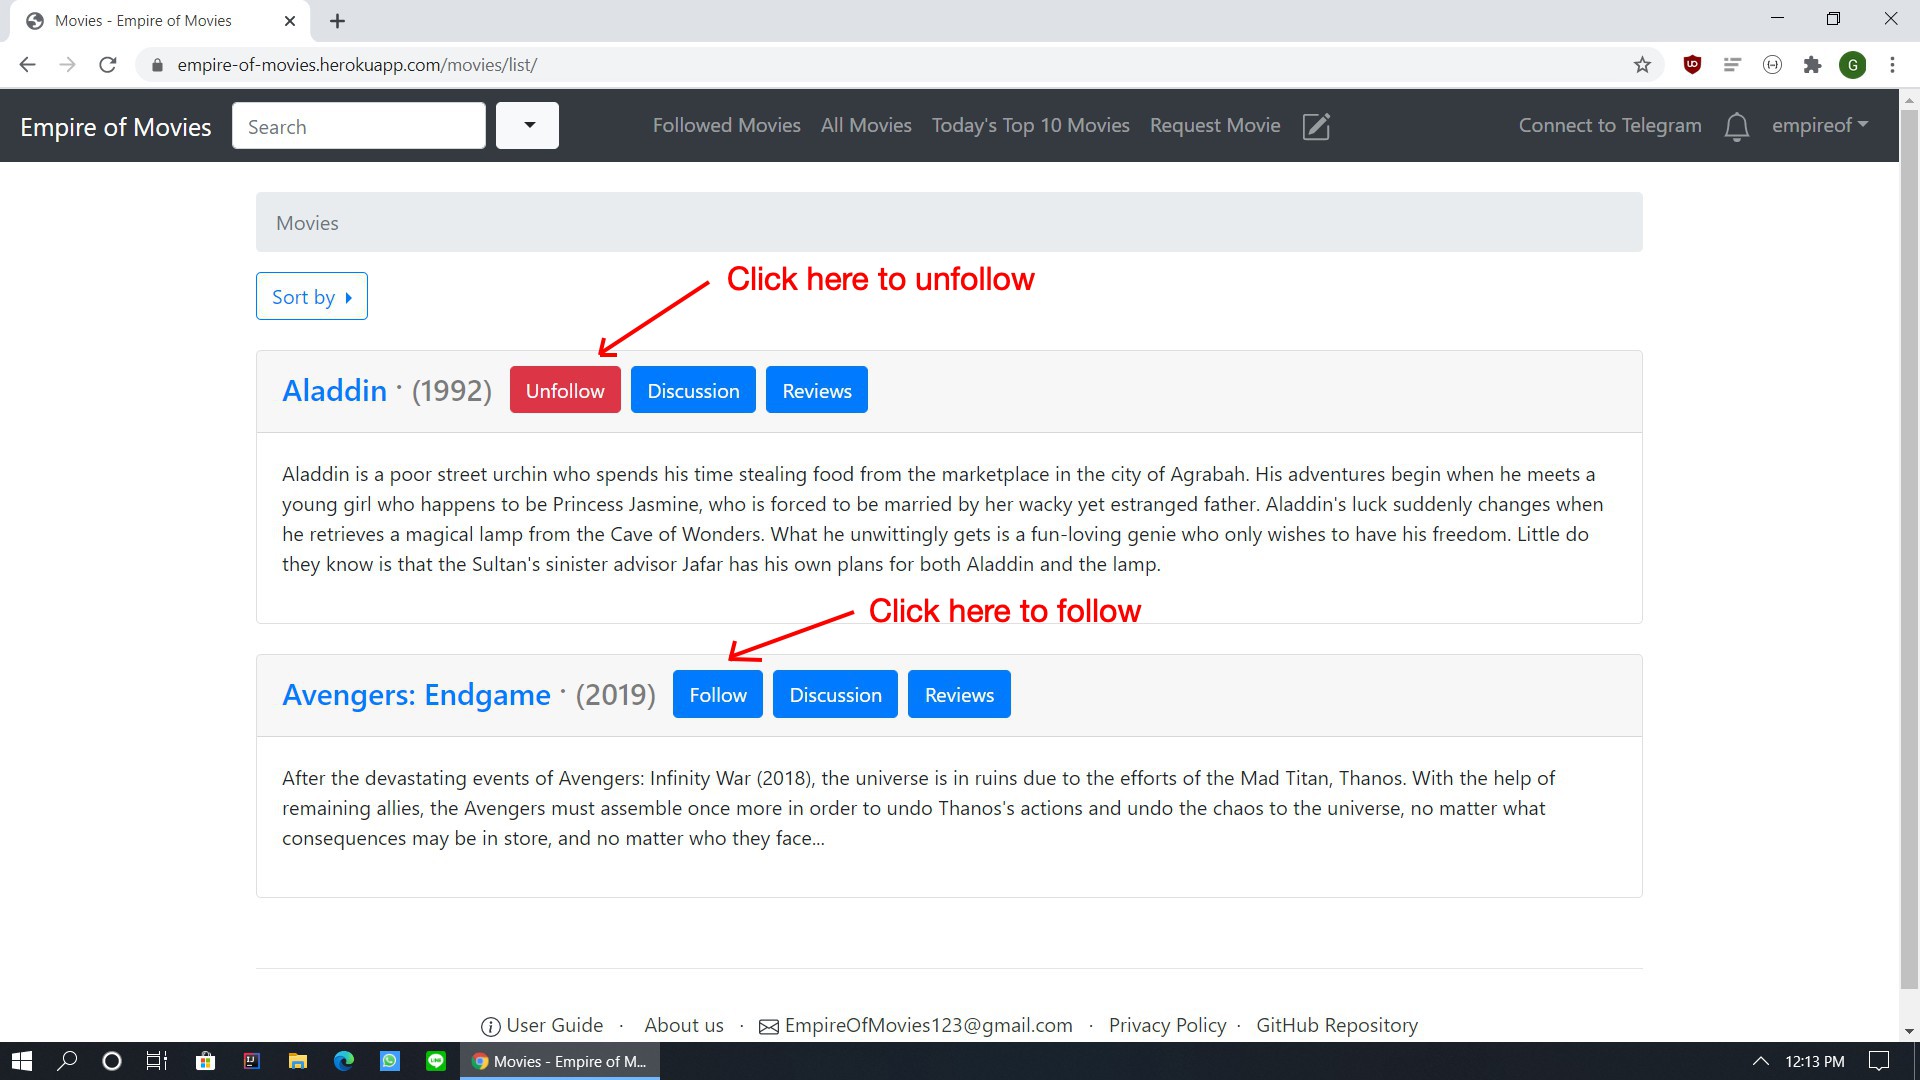 Movies - Empire of Movies
empire-of-movies.herokuapp.com/movies/list/
G
Empire of Movies
Search
Followed Movies
All Movies
Today's Top 10 Movies
Request Movie
Connect to Telegram
empireof
Movies
Sort by
Click here to unfollow
Aladdin · (1992)
Unfollow
Discussion
Reviews
Aladdin is a poor street urchin who spends his time stealing food from the marketplace in the city of Agrabah. His adventures begin when he meets a
young girl who happens to be Princess Jasmine, who is forced to be married by her wacky yet estranged father. Aladdin's luck suddenly changes when
he retrieves a magical lamp from the Cave of Wonders. What he unwittingly gets is a fun-loving genie who only wishes to have his freedom. Little do
they know is that the Sultan's sinister advisor Jafar has his own plans for both Aladdin and the lamp.
Click here to follow
Avengers: Endgame · (2019)
Follow
Discussion
Reviews
After the devastating events of Avengers: Infinity War (2018), the universe is in ruins due to the efforts of the Mad Titan, Thanos. With the help of
remaining allies, the Avengers must assemble once more in order to undo Thanos's actions and undo the chaos to the universe, no matter what
consequences may be in store, and no matter who they face...
User Guide · About us · EmpireOfMovies123@gmail.com · Privacy Policy · GitHub Repository
Movies - Empire of M...
12:13 PM